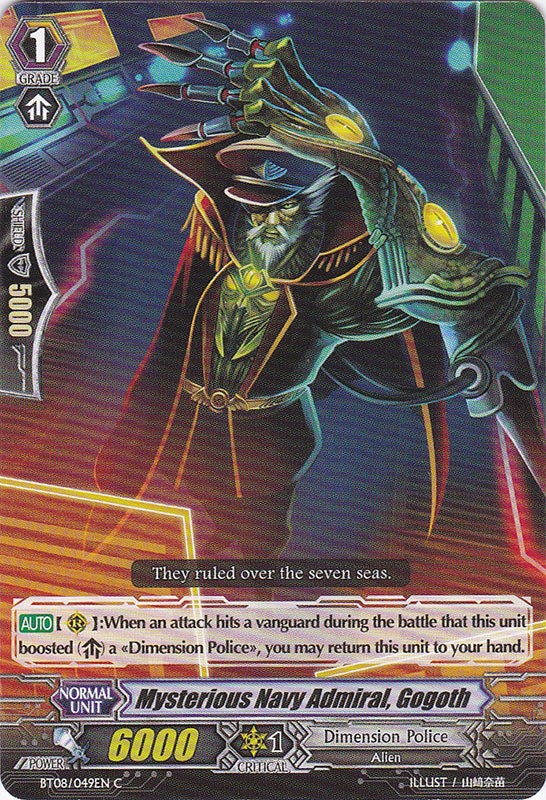 1
GRADE
SHIELD
5000
They ruled over the seven seas.
AUTO【 】:When an attack hits a vanguard during the battle that this unit
boosted ( a «Dimension Police», you may return this unit to your hand.
NORMAL
UNIT
Mysterious Navy Admiral, Gogoth
POWER
6000
1
CRITICAL
Dimension Police
Alien
BT08/049EN C
ILLUST / 山崎奈苗